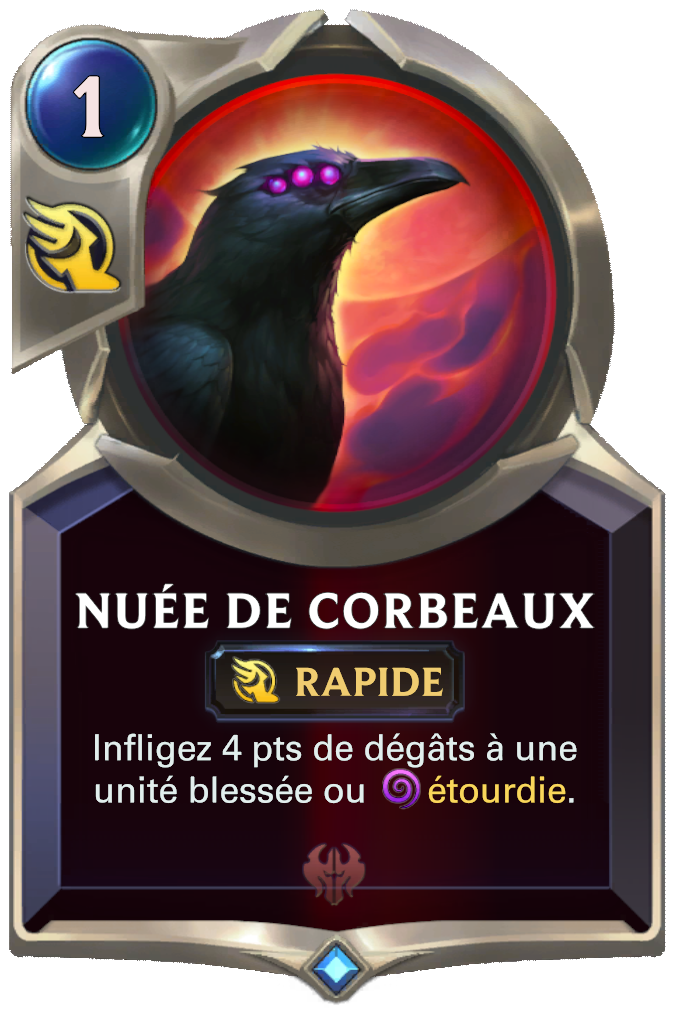 1
NUÉE DE CORBEAUX
RAPIDE
Infligez 4 pts de dégâts à une
unité blessée ou étourdie.